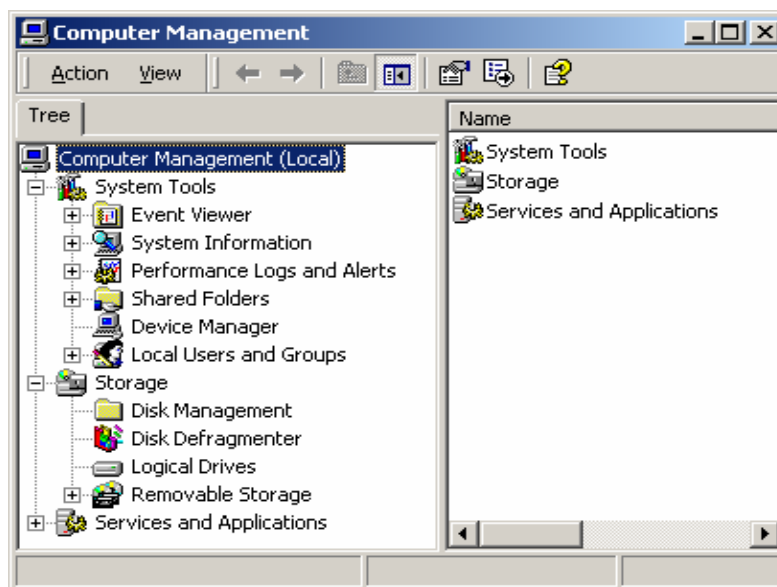 Computer Management
Action View
Tree
Computer Management (Local)
System Tools
Event Viewer
System Information
Performance Logs and Alerts
Shared Folders
Device Manager
Local Users and Groups
Storage
Disk Management
Disk Defragmenter
Logical Drives
Removable Storage
Services and Applications
Name
System Tools
Storage
Services and Applications